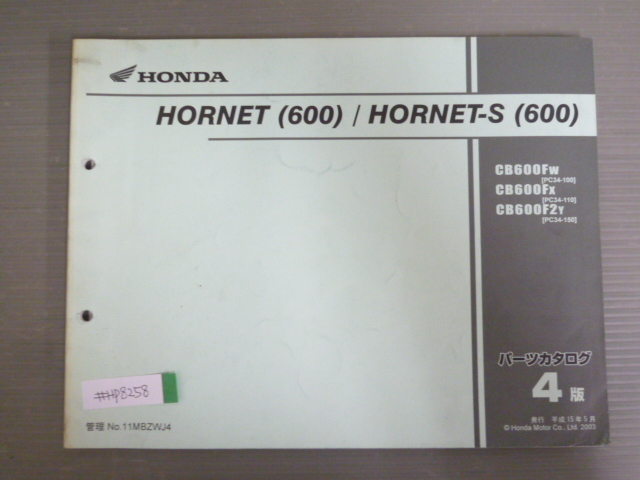 HONDA
HORNET (600) / HORNET-S (600)
CB600FW
[PC34-100]
CB600FX
[PC34-110]
CB600F2Y
[PC34-150]
パーツカタログ
4版
発行 平成15年5月
© Honda Motor Co., Ltd. 2003
##HP8258
管理 No.11MBZWJ4